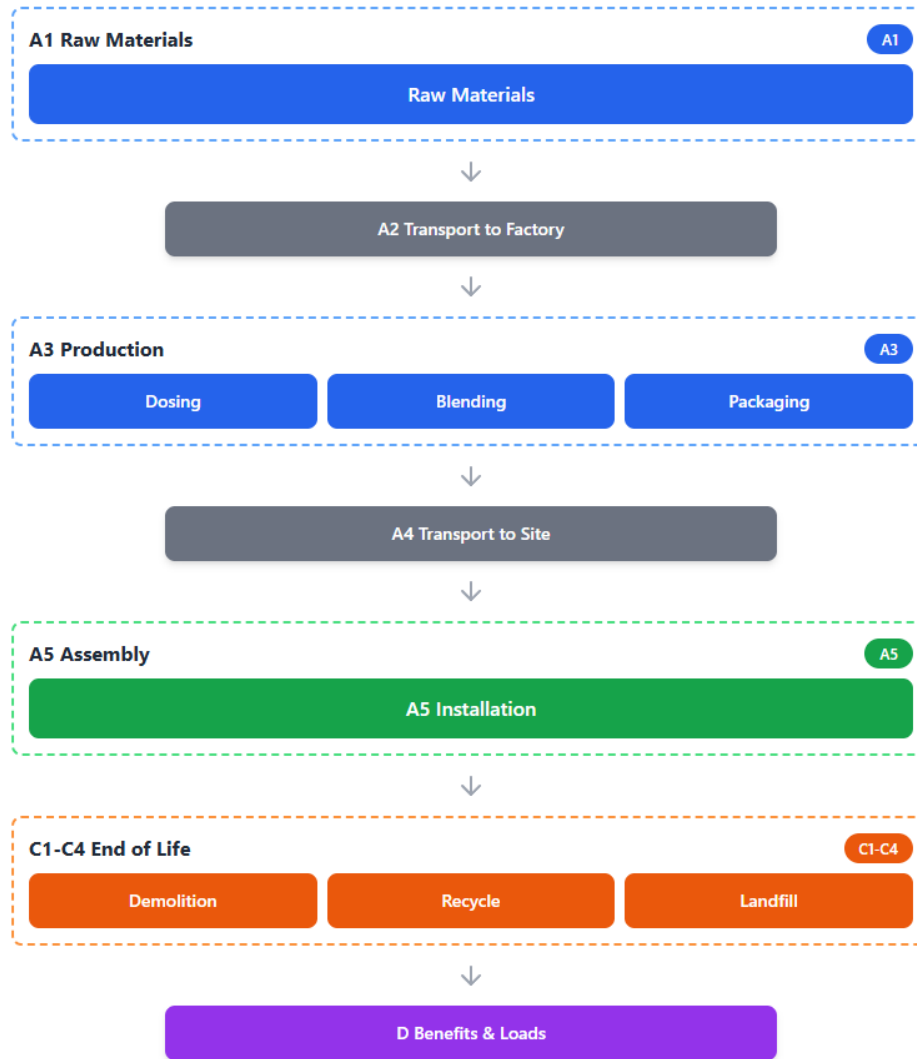 A1 Raw Materials
A1
Raw Materials
A2 Transport to Factory
A3 Production
A3
Dosing
Blending
Packaging
A4 Transport to Site
A5 Assembly
A5
A5 Installation
C1-C4 End of Life
C1-C4
Demolition
Recycle
Landfill
D Benefits & Loads